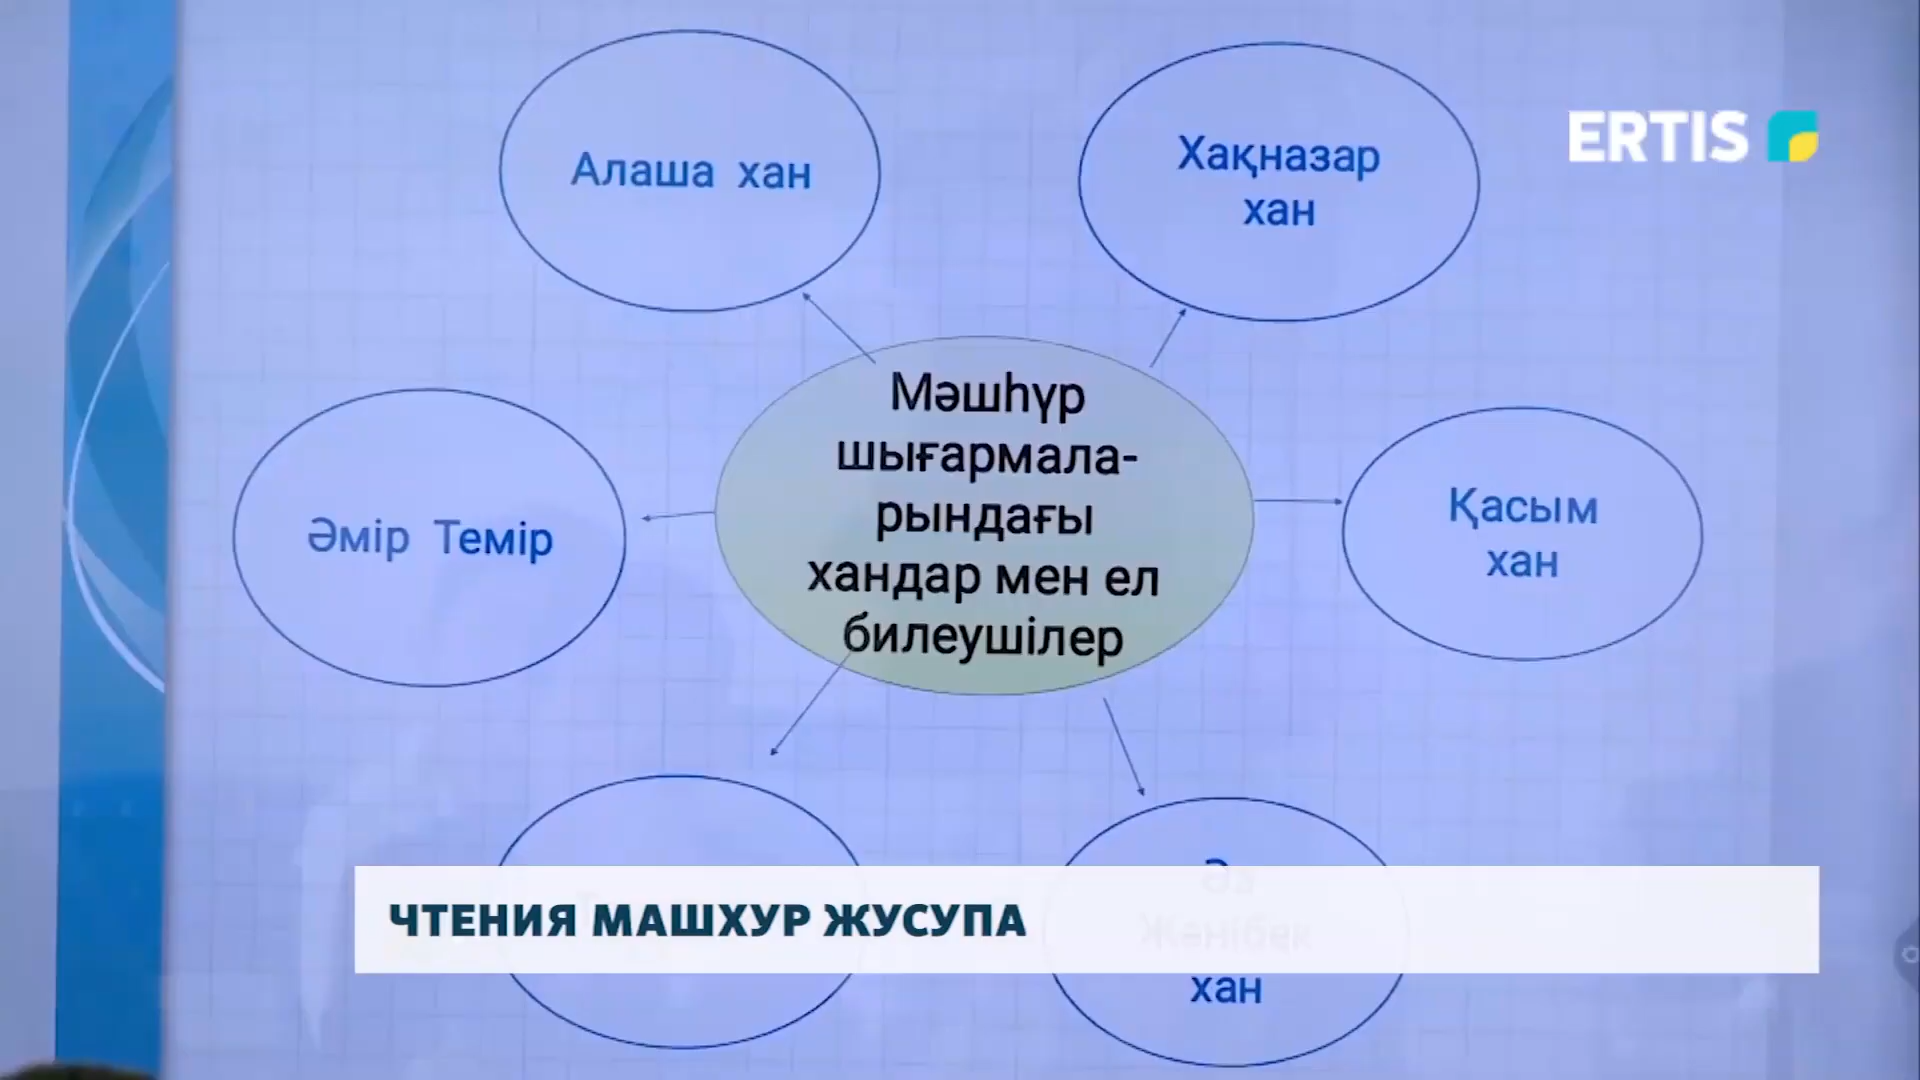 Алаша хан
Хақназар
хан
ERTIS
Мәшһүр
шығармала-
рындағы
хандар мен ел
билеушілер
Әмір Темір
Қасым
хан
Жәнібек
хан
ЧТЕНИЯ МАШХУР ЖУСУПА